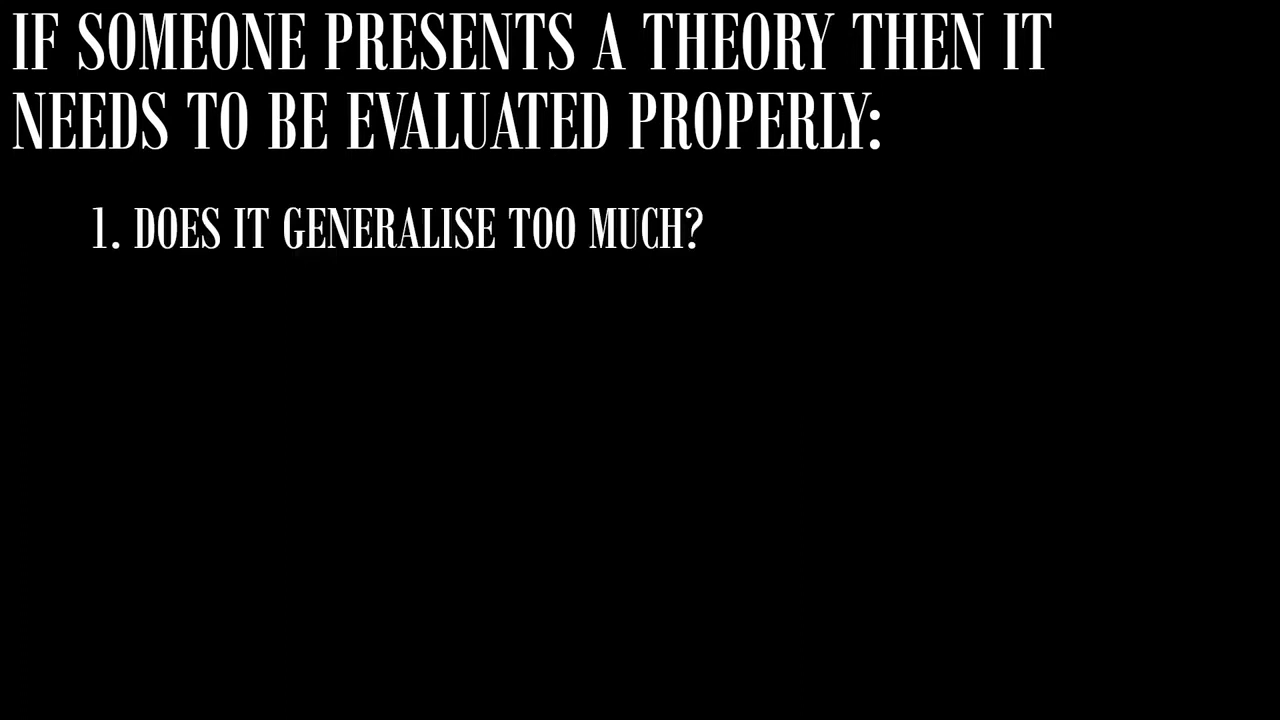 IF SOMEONE PRESENTS A THEORY THEN IT
NEEDS TO BE EVALUATED PROPERLY:
1. DOES IT GENERALISE TOO MUCH?